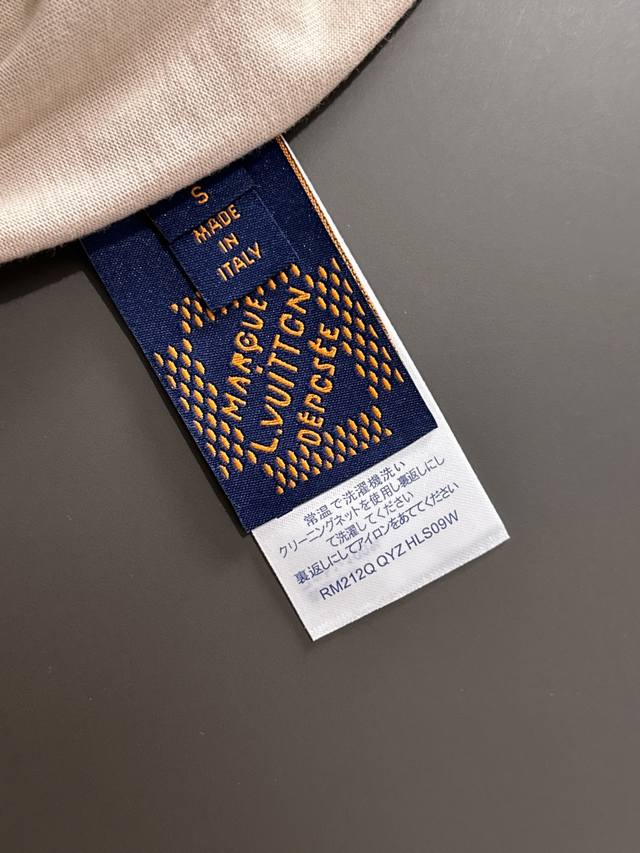 S
MADE
IN
ITALY
MARQUE
L.VUITTON
DÉPOSÉE
常温で洗濯機洗い
クリーニングネットを使用し裏返しにし
て洗濯してください
裏返しにしてアイロンをあててください
RM212Q QYZ HLS09W